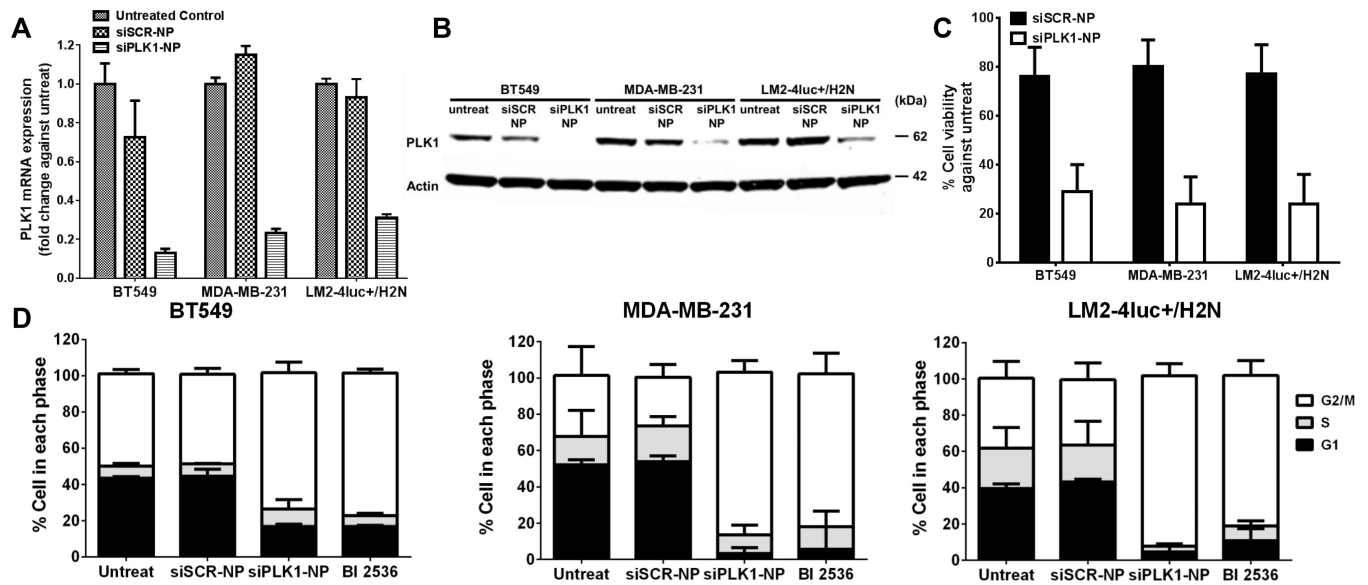 A
Untreated Control
siSCR-NP
siPLK1-NP
PLK1 mRNA expression
(fold change against untreat)
1.2
1.0
0.8
0.6
0.4
0.2
0.0
BT549 MDA-MB-231 LM2-4luc+/H2N
B
BT549 MDA-MB-231 LM2-4luc+/H2N (kDa)
untreat siSCR NP siPLK1 NP untreat siSCR NP siPLK1 NP untreat siSCR NP siPLK1 NP
PLK1 62
Actin 42
C
siSCR-NP
siPLK1-NP
% Cell viability
against untreat
100
80
60
40
20
0
BT549 MDA-MB-231 LM2-4luc+/H2N
D
BT549
% Cell in each phase
120
100
80
60
40
20
0
Untreat siSCR-NP siPLK1-NP BI 2536
MDA-MB-231
% Cell in each phase
120
100
80
60
40
20
0
Untreat siSCR-NP siPLK1-NP BI 2536
LM2-4luc+/H2N
% Cell in each phase
120
100
80
60
40
20
0
Untreat siSCR-NP siPLK1-NP BI 2536
G2/M
S
G1